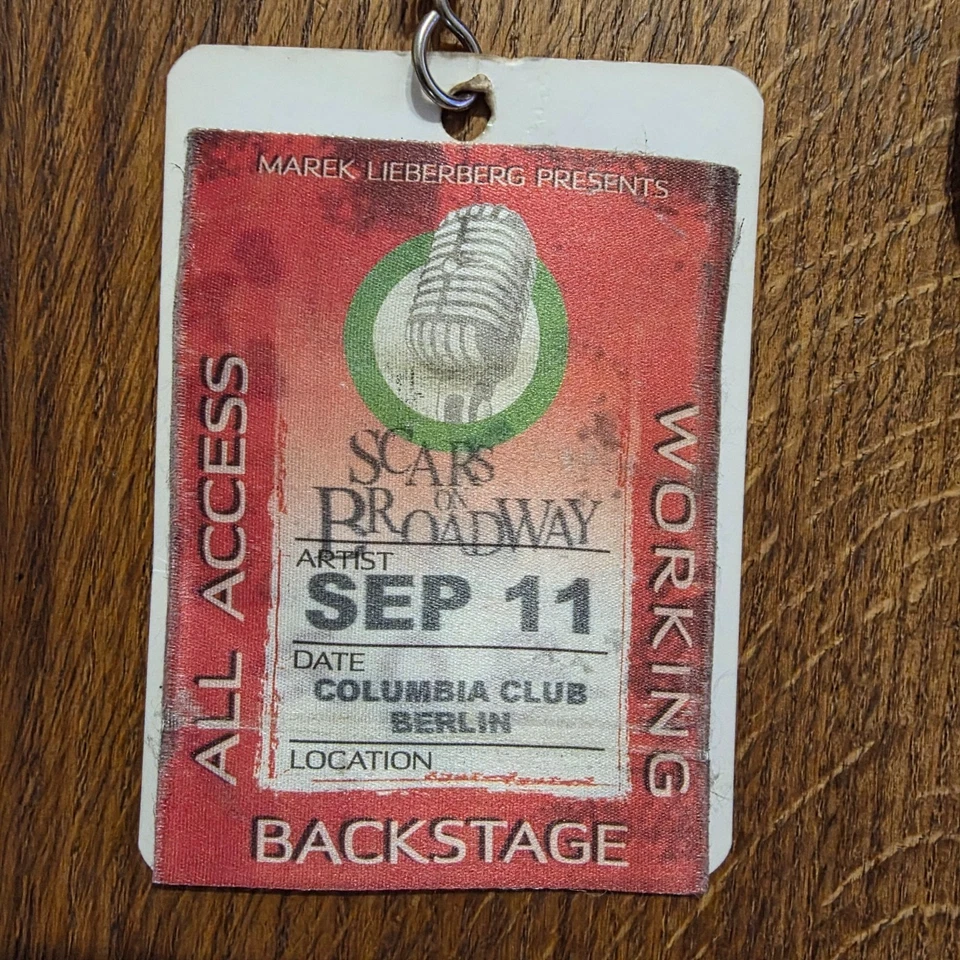 MAREK LIEBERBERG PRESENTS
SCARS
ON
BROADWAY
ARTIST
SEP 11
DATE
COLUMBIA CLUB
BERLIN
LOCATION
ALL ACCESS
WORKING
BACKSTAGE